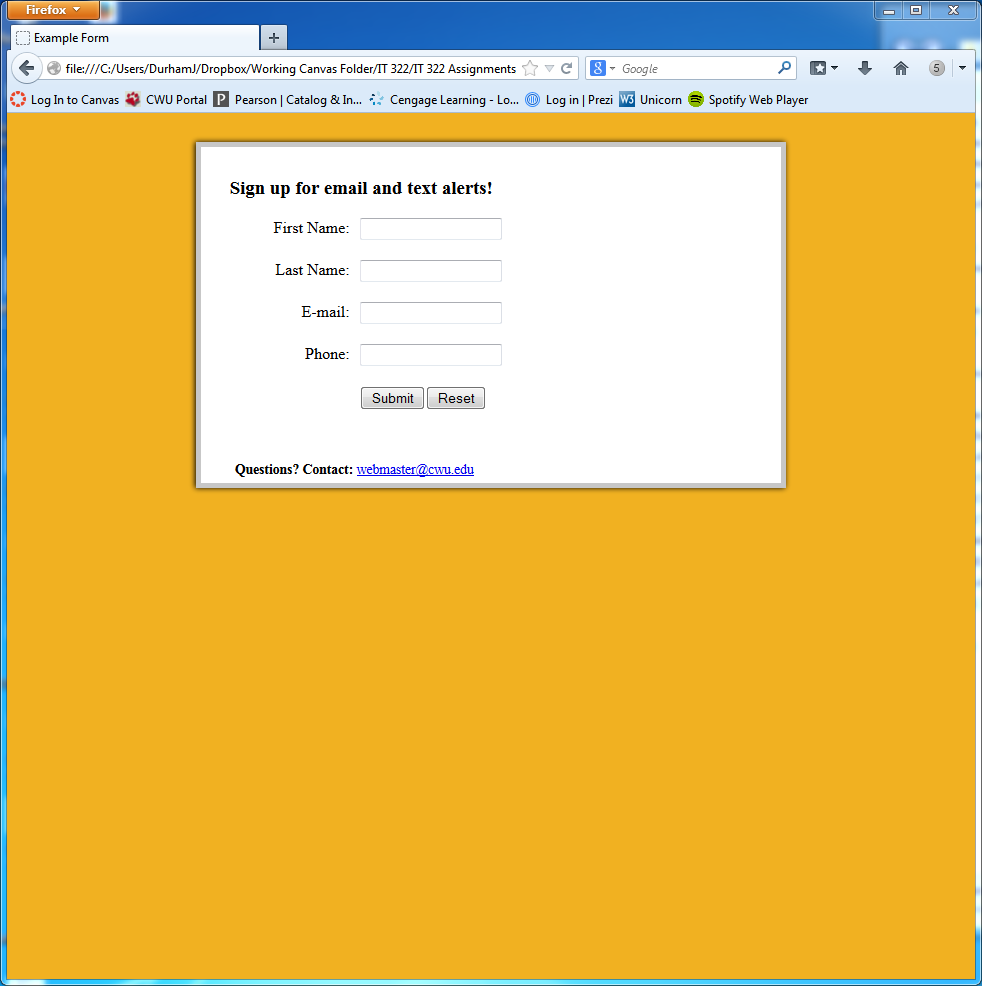 Firefox
Example Form
file:///C:/Users/DurhamJ/Dropbox/Working Canvas Folder/IT 322/IT 322 Assignments
8 Google
5
Log In to Canvas CWU Portal P Pearson | Catalog & In... Cengage Learning - Lo... Log in | Prezi W3 Unicorn Spotify Web Player
Sign up for email and text alerts!
First Name:
Last Name:
E-mail:
Phone:
Submit Reset
Questions? Contact: webmaster@cwu.edu